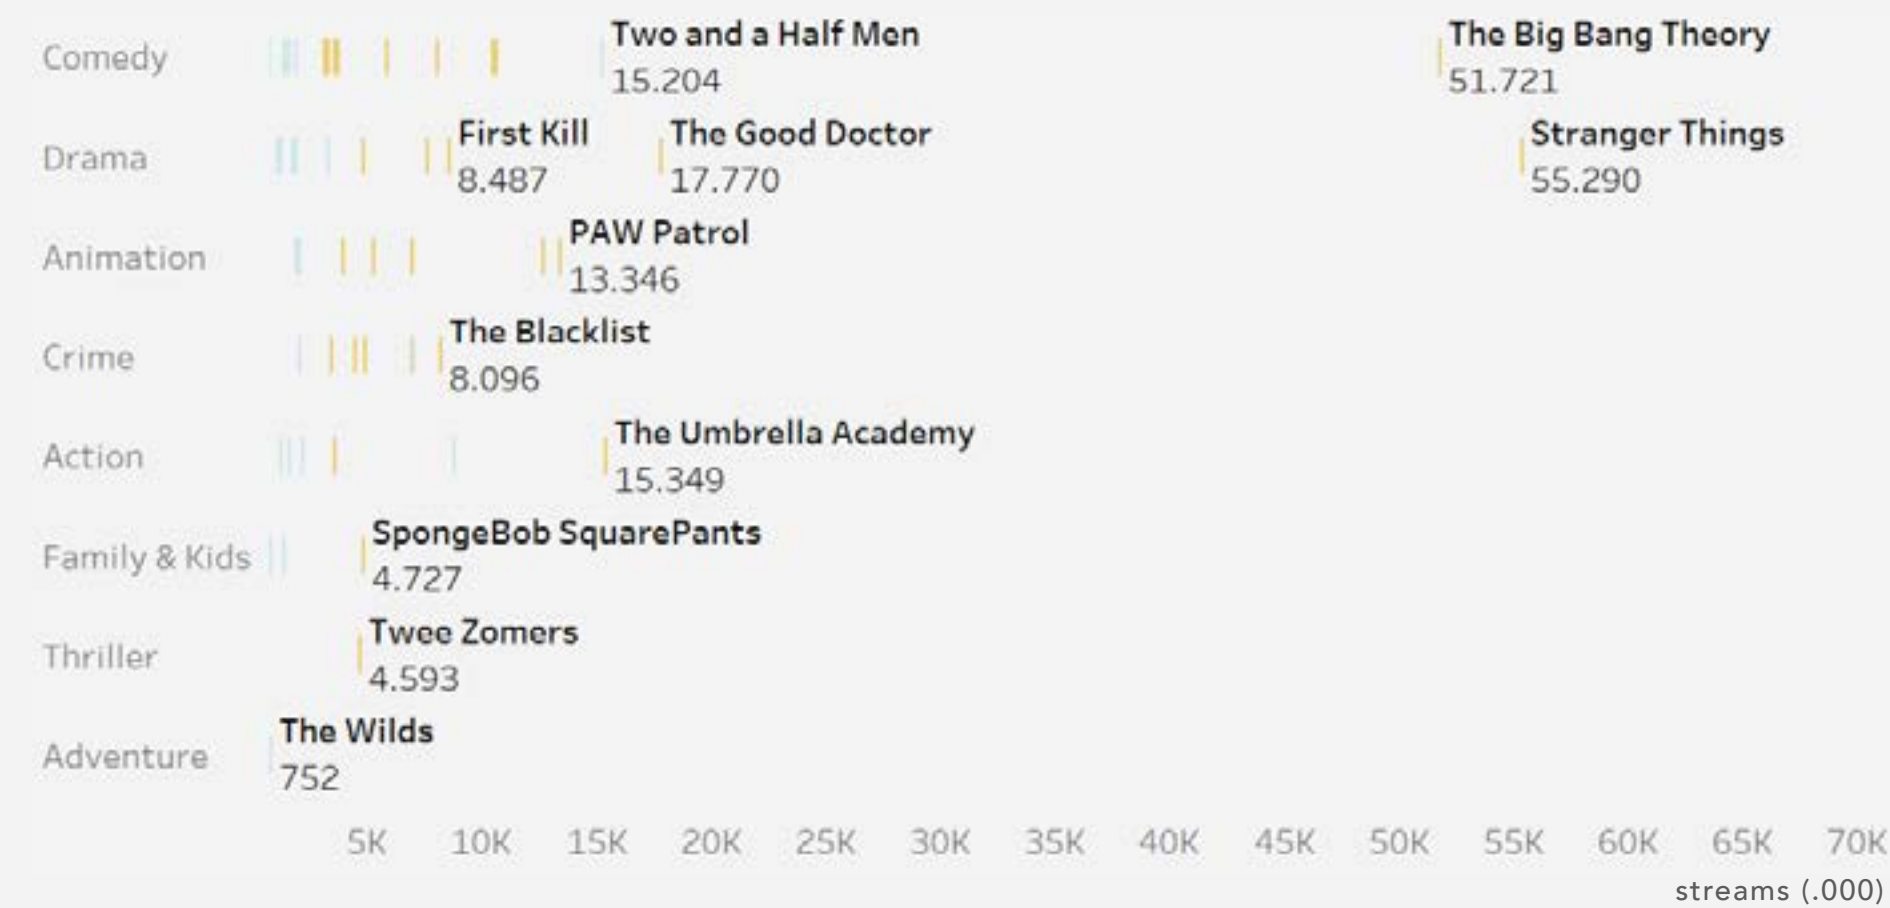 Comedy
Two and a Half Men
15.204
The Big Bang Theory
51.721
Drama
First Kill
8.487
The Good Doctor
17.770
Stranger Things
55.290
Animation
PAW Patrol
13.346
Crime
The Blacklist
8.096
Action
The Umbrella Academy
15.349
Family & Kids
SpongeBob SquarePants
4.727
Thriller
Twee Zomers
4.593
Adventure
The Wilds
752
5K 10K 15K 20K 25K 30K 35K 40K 45K 50K 55K 60K 65K 70K
streams (.000)